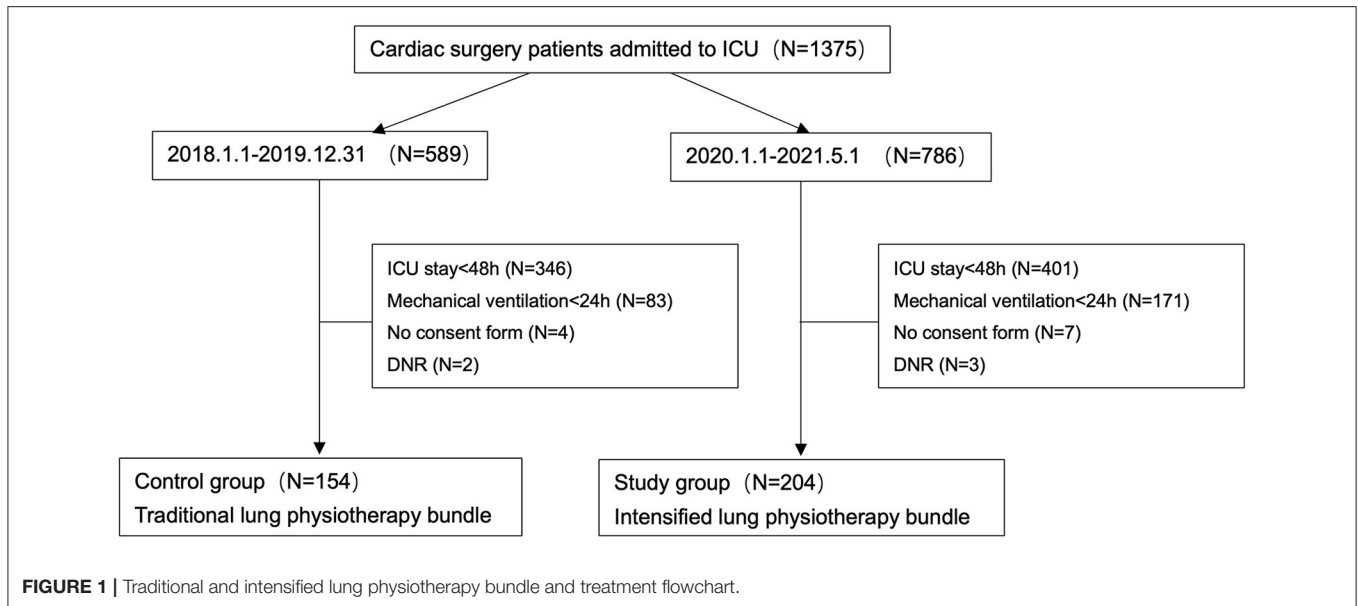 Cardiac surgery patients admitted to ICU（N=1375）
2018.1.1-2019.12.31 （N=589）
2020.1.1-2021.5.1 （N=786）
ICU stay<48h (N=346)
Mechanical ventilation<24h (N=83)
No consent form (N=4)
DNR (N=2)
ICU stay<48h (N=401)
Mechanical ventilation<24h (N=171)
No consent form (N=7)
DNR (N=3)
Control group（N=154）
Traditional lung physiotherapy bundle
Study group（N=204）
Intensified lung physiotherapy bundle
FIGURE 1 | Traditional and intensified lung physiotherapy bundle and treatment flowchart.